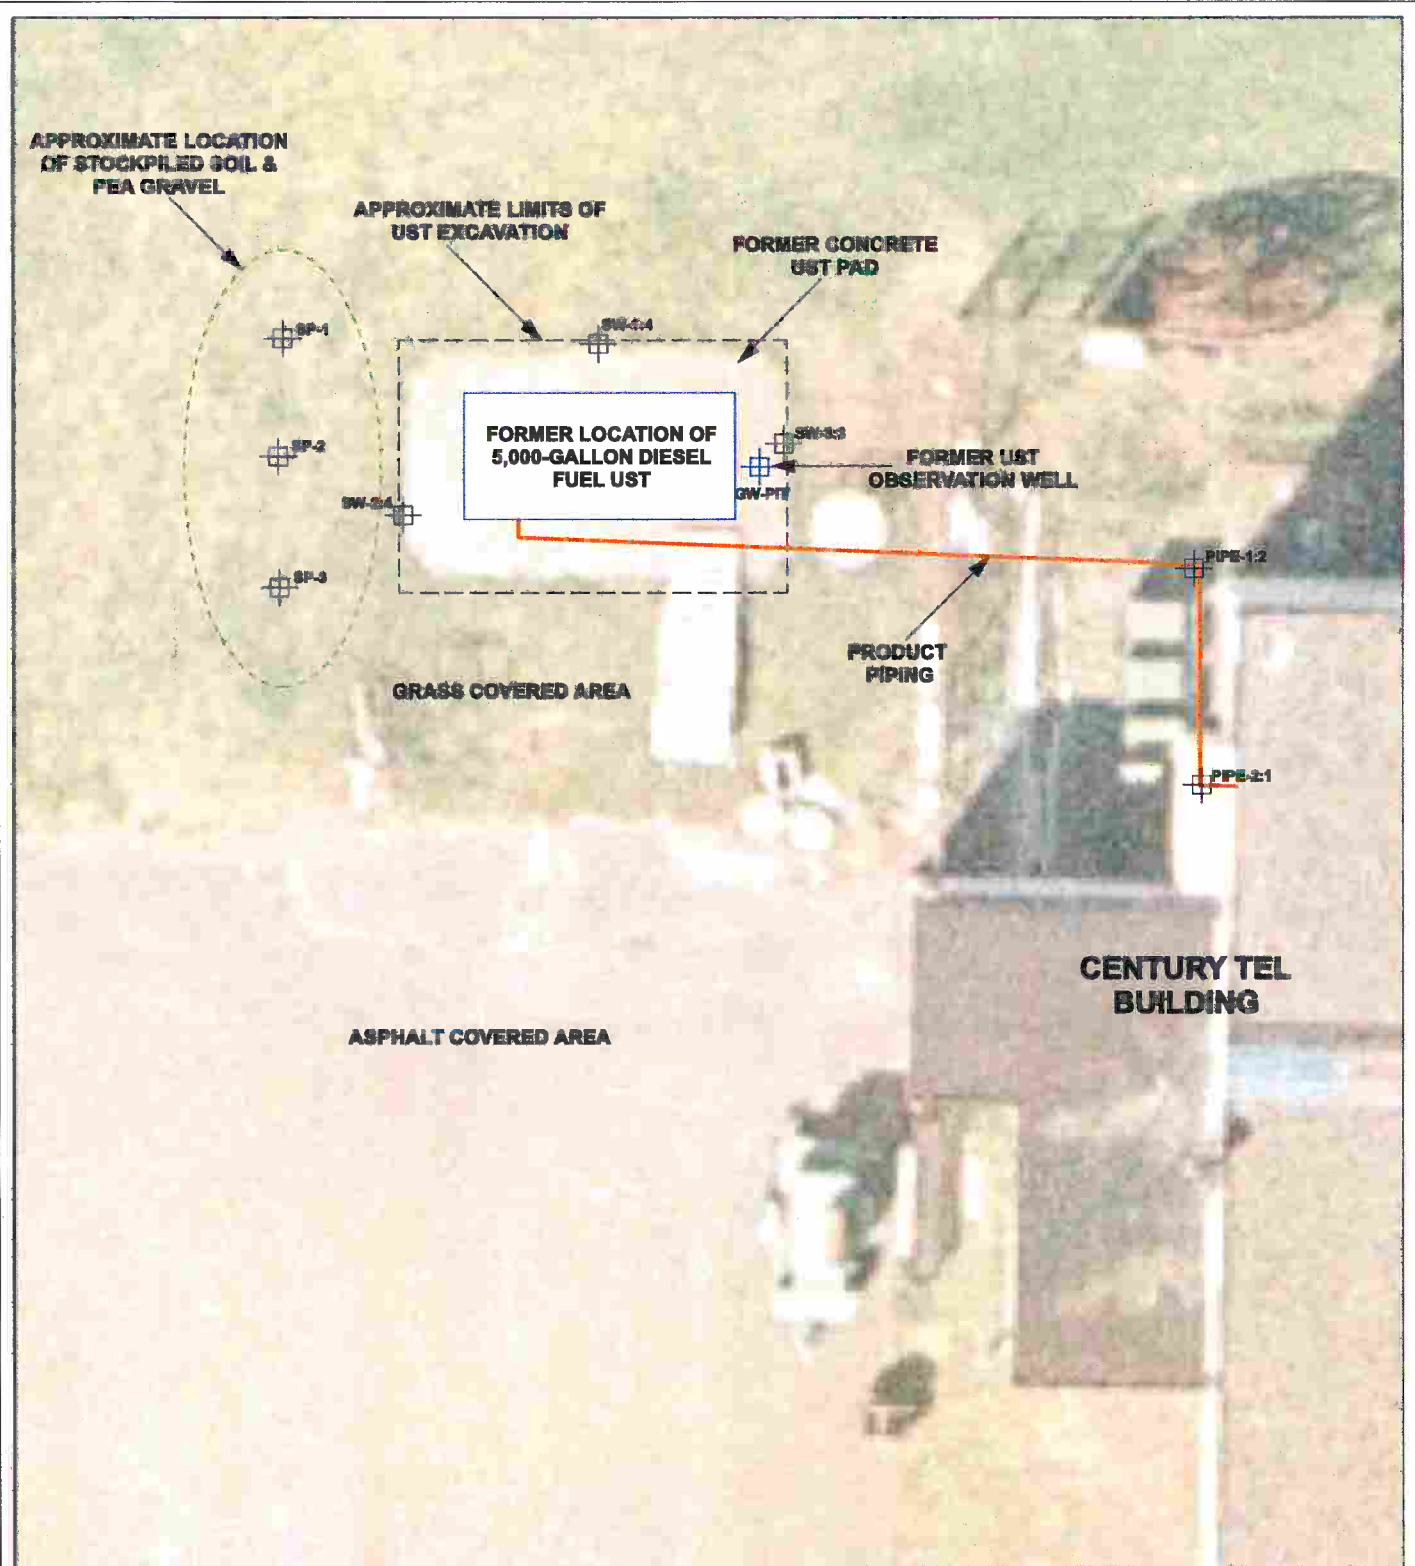 APPROXIMATE LOCATION
OF STOCKPILED SOIL &
PEA GRAVEL
APPROXIMATE LIMITS OF
UST EXCAVATION
FORMER CONCRETE
UST PAD
SP-1
SW-1:4
FORMER LOCATION OF
5,000-GALLON DIESEL
FUEL UST
SW-3:3
SP-2
FORMER UST
OBSERVATION WELL
GW-PIT
SW-2:4
PIPE-1:2
SP-3
PRODUCT
PIPING
GRASS COVERED AREA
PIPE-2:1
CENTURY TEL
BUILDING
ASPHALT COVERED AREA